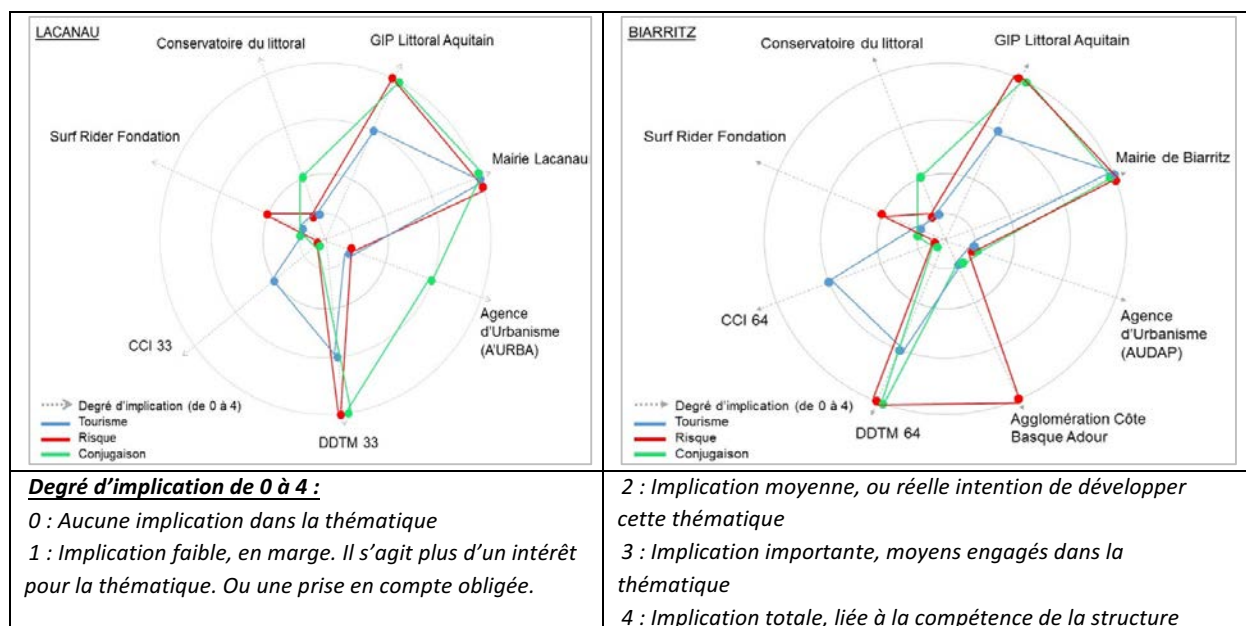 LACANAU
Conservatoire du littoral
GIP Littoral Aquitain
Surf Rider Fondation
Mairie Lacanau
Agence
d'Urbanisme
(A'URBA)
CCI 33
DDTM 33
Degré d'implication (de 0 à 4)
Tourisme
Risque
Conjugaison
BIARRITZ
Conservatoire du littoral
GIP Littoral Aquitain
Surf Rider Fondation
Mairie de Biarritz
Agence
d'Urbanisme
(AUDAP)
CCI 64
Agglomération Côte
Basque Adour
DDTM 64
Degré d'implication (de 0 à 4)
Tourisme
Risque
Conjugaison
Degré d'implication de 0 à 4 :
0 : Aucune implication dans la thématique
1 : Implication faible, en marge. Il s'agit plus d'un intérêt
pour la thématique. Ou une prise en compte obligée.
2 : Implication moyenne, ou réelle intention de développer
cette thématique
3 : Implication importante, moyens engagés dans la
thématique
4 : Implication totale, liée à la compétence de la structure